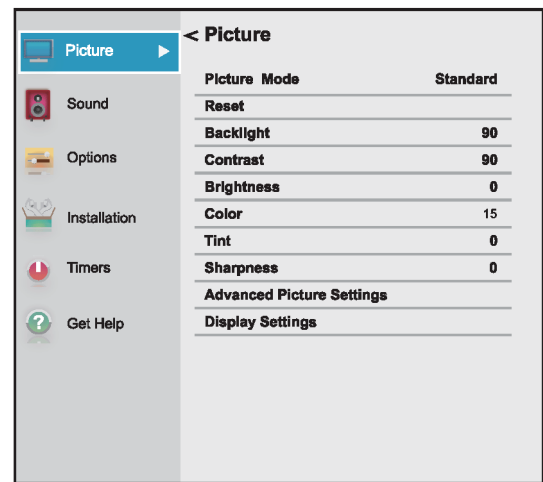 Picture
Sound
Options
Installation
Timers
Get Help
< Picture
Picture Mode Standard
Reset
Backlight 90
Contrast 90
Brightness 0
Color 15
Tint 0
Sharpness 0
Advanced Picture Settings
Display Settings